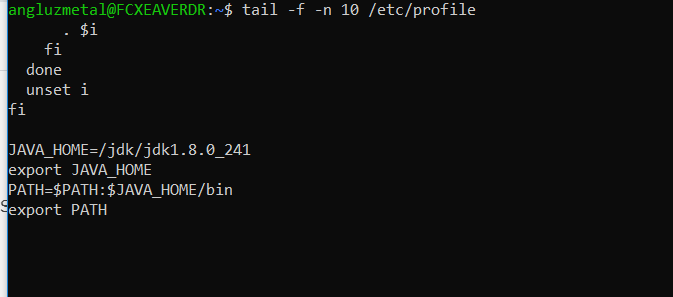 angluzmetal@FCXEAVERDR:~$ tail -f -n 10 /etc/profile
      . $i
    fi
  done
  unset i
fi

JAVA_HOME=/jdk/jdk1.8.0_241
export JAVA_HOME
PATH=$PATH:$JAVA_HOME/bin
export PATH